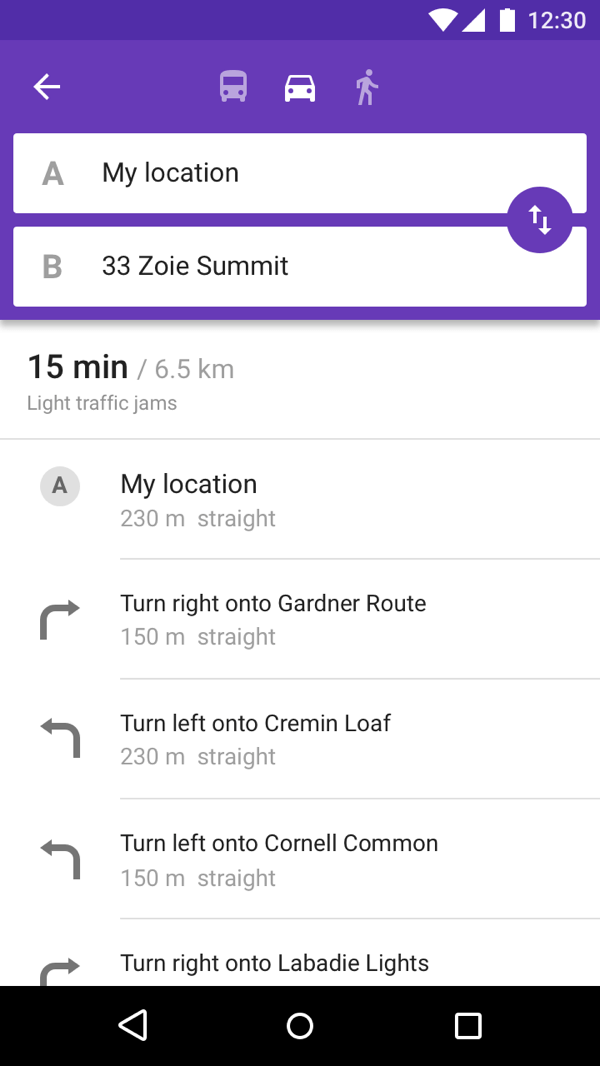 12:30
A My location
B 33 Zoie Summit
15 min / 6.5 km
Light traffic jams
A My location
230 m straight
Turn right onto Gardner Route
150 m straight
Turn left onto Cremin Loaf
230 m straight
Turn left onto Cornell Common
150 m straight
Turn right onto Labadie Lights